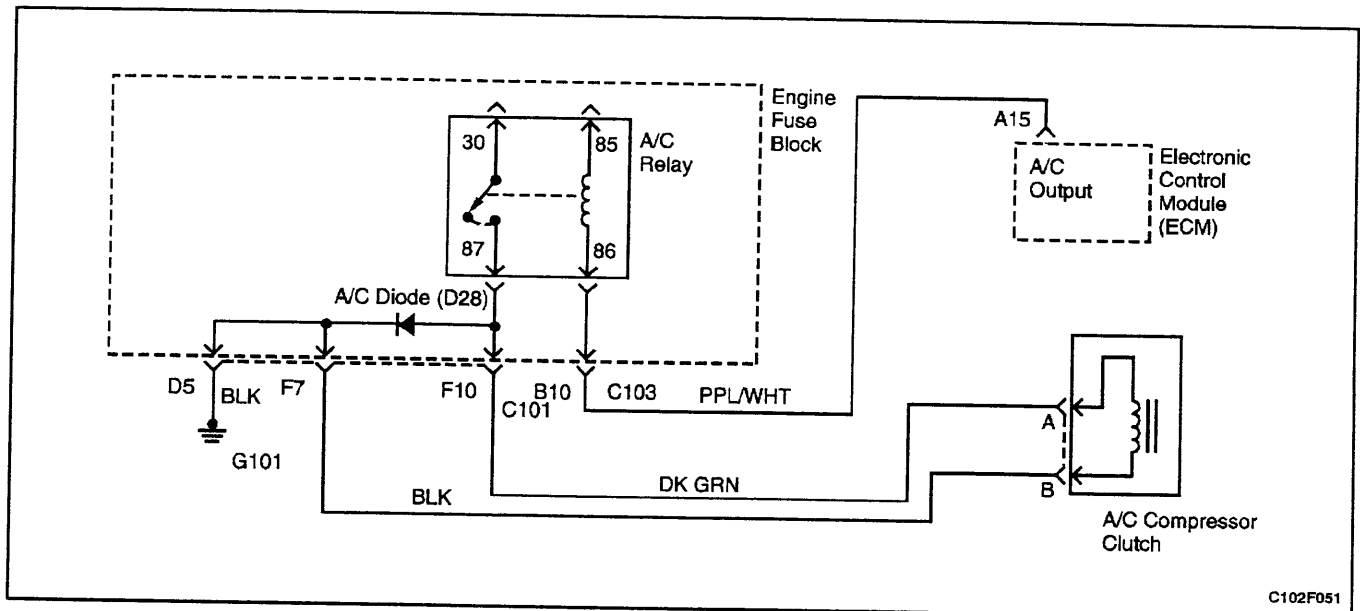 Engine
Fuse
Block
A/C
Relay
30
85
87
86
A/C Diode (D28)
A15
A/C
Output
Electronic
Control
Module
(ECM)
D5
BLK
F7
F10
C101
B10
C103
PPL/WHT
G101
BLK
DK GRN
A
B
A/C Compressor
Clutch
C102F051